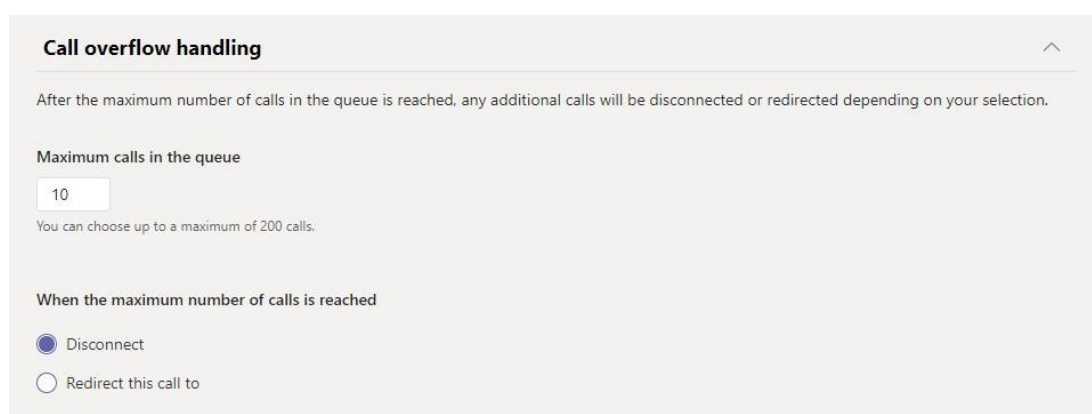 Call overflow handling
After the maximum number of calls in the queue is reached, any additional calls will be disconnected or redirected depending on your selection.
Maximum calls in the queue
10
You can choose up to a maximum of 200 calls.
When the maximum number of calls is reached
Disconnect
Redirect this call to